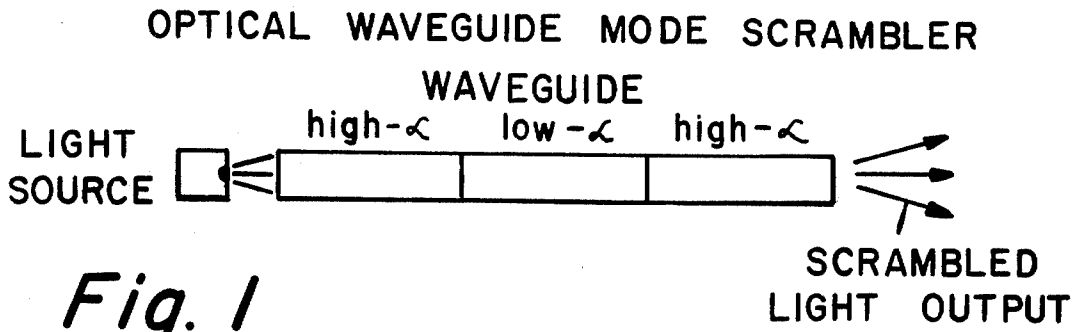 OPTICAL WAVEGUIDE MODE SCRAMBLER
WAVEGUIDE
high-α low-α high-α
LIGHT
SOURCE
SCRAMBLED
LIGHT OUTPUT
Fig. 1